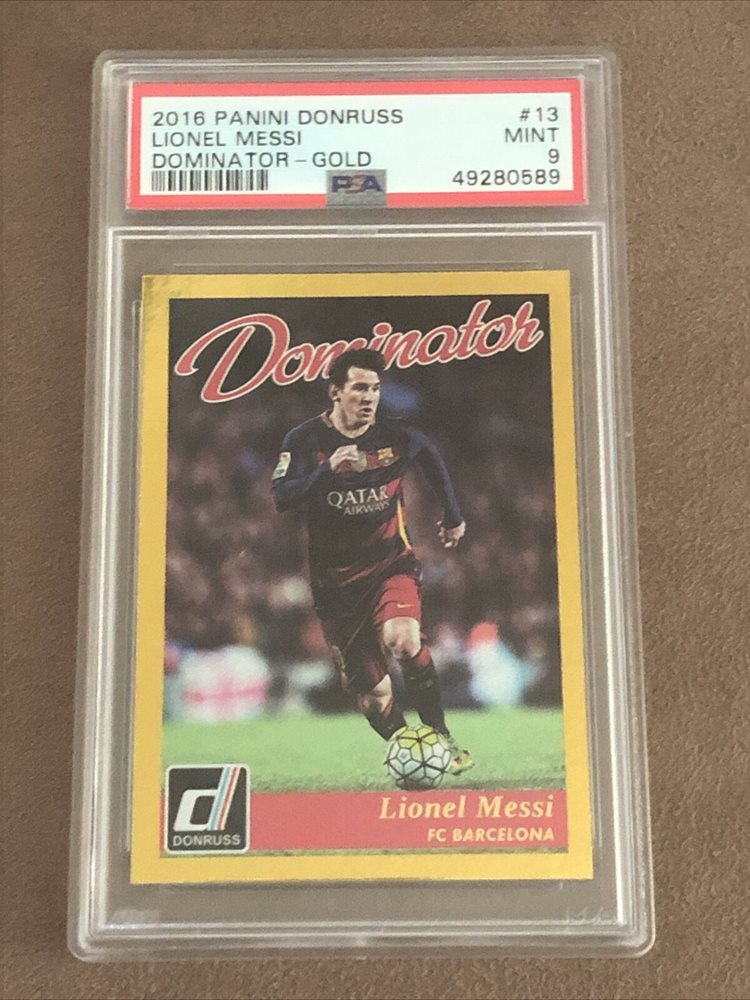 2016 PANINI DONRUSS #13
LIONEL MESSI MINT
DOMINATOR – GOLD 9
PSA 49280589
Dominator
QATAR
AIRWAYS
Lionel Messi
FC BARCELONA
d
DONRUSS